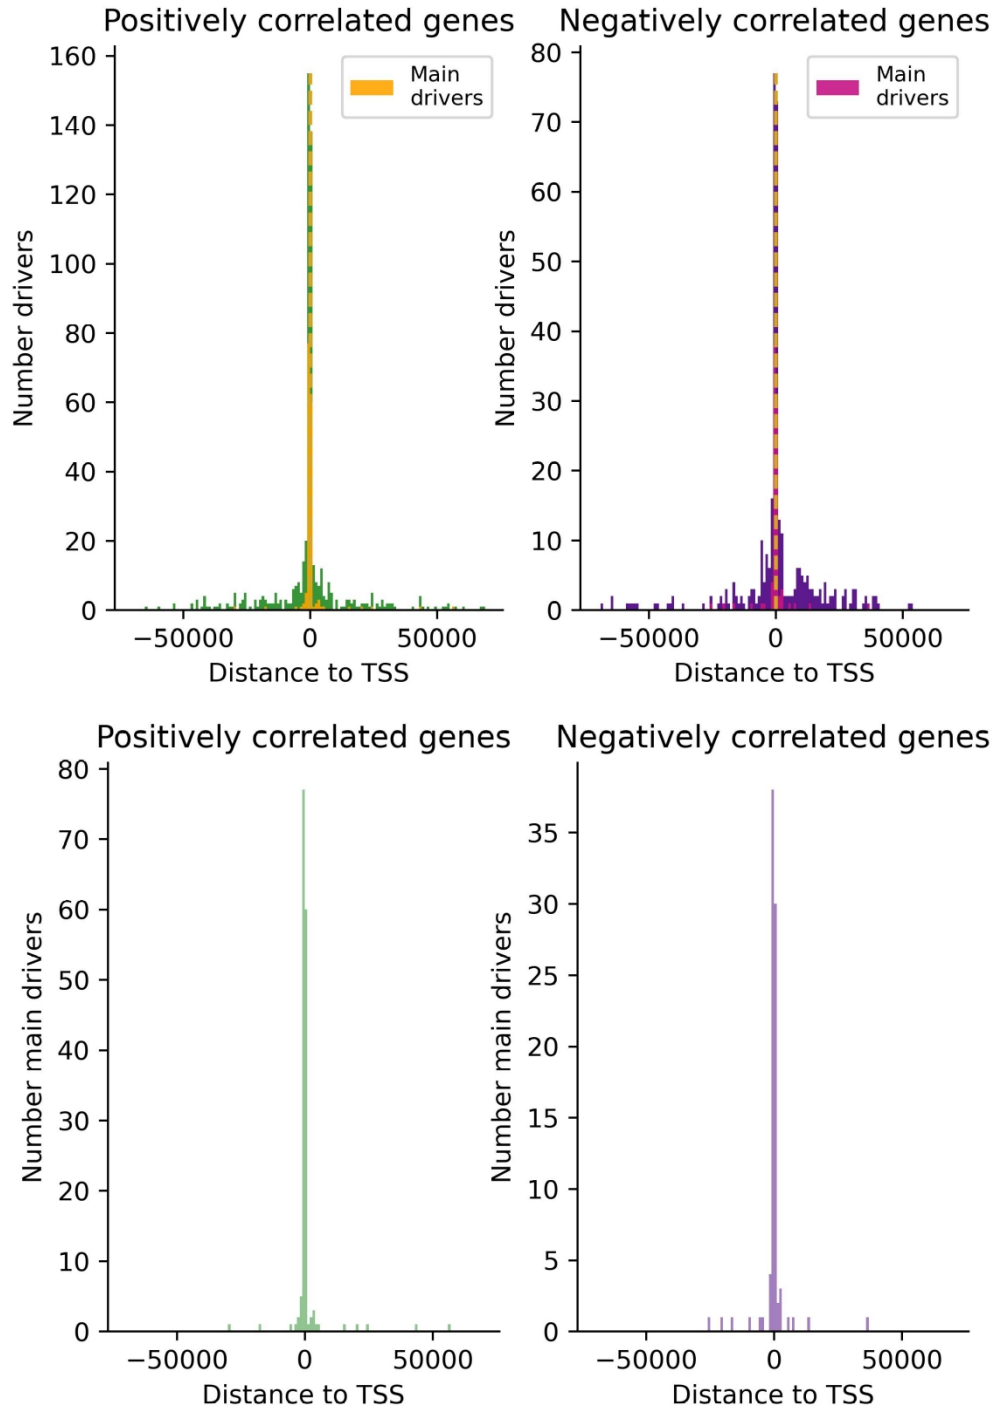 Positively correlated genes
160
140
120
100
80
60
40
20
0
Number drivers
Main
drivers
−50000 0 50000
Distance to TSS
Negatively correlated genes
80
70
60
50
40
30
20
10
0
Number drivers
Main
drivers
−50000 0 50000
Distance to TSS
Positively correlated genes
80
70
60
50
40
30
20
10
0
Number main drivers
−50000 0 50000
Distance to TSS
Negatively correlated genes
35
30
25
20
15
10
5
0
Number main drivers
−50000 0 50000
Distance to TSS